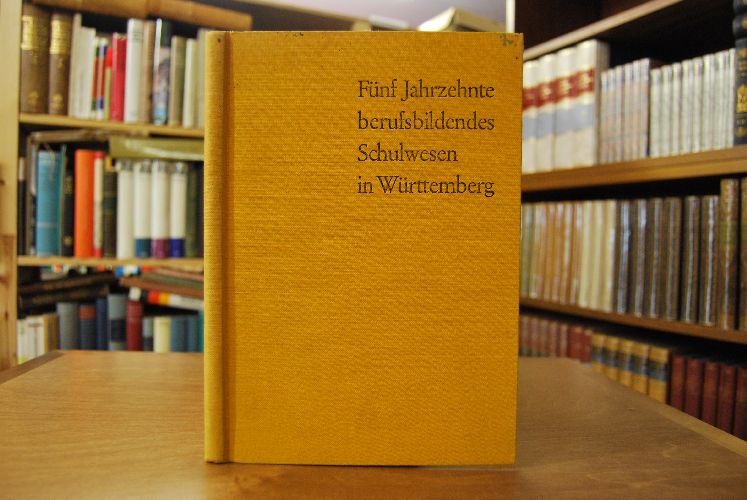 Fünf Jahrzehnte
berufsbildendes
Schulwesen
in Württemberg